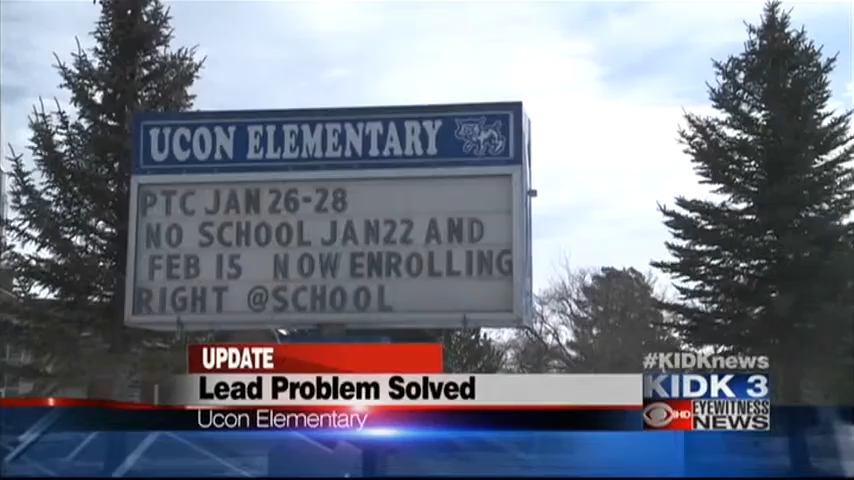 UCON ELEMENTARY
PTC JAN 26-28
NO SCHOOL JAN22 AND
FEB 15 NOW ENROLLING
RIGHT @SCHOOL
UPDATE
Lead Problem Solved
Ucon Elementary
#KIDKnews
KIDK 3
HD EYEWITNESS
NEWS